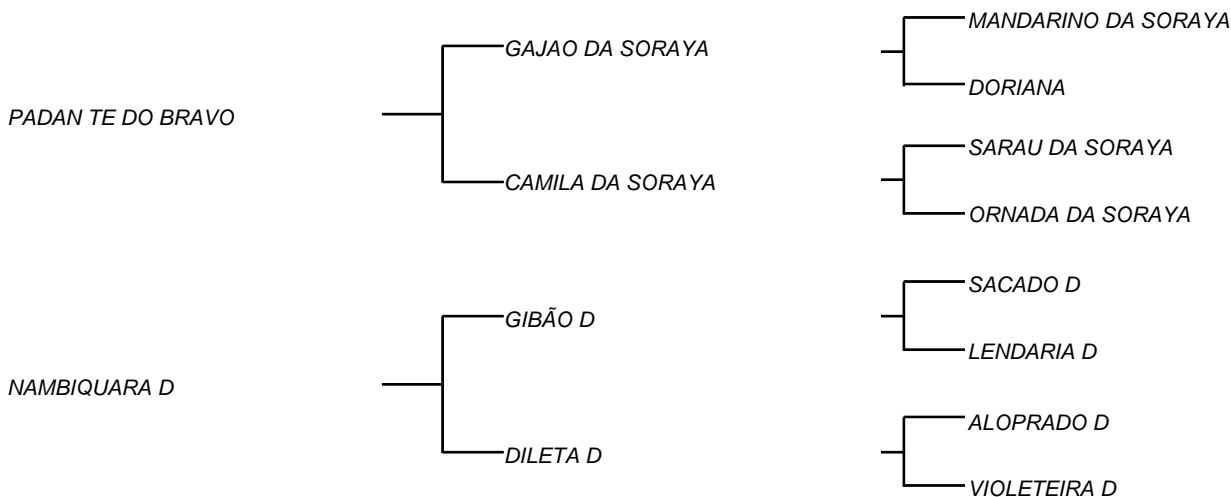 MANDARINO DA SORAYA
GAJAO DA SORAYA
DORIANA
PADAN TE DO BRAVO
SARAU DA SORAYA
CAMILA DA SORAYA
ORNADA DA SORAYA
SACADO D
GIBÃO D
LENDARIA D
NAMBIQUARA D
ALOPRADO D
DILETA D
VIOLETEIRA D